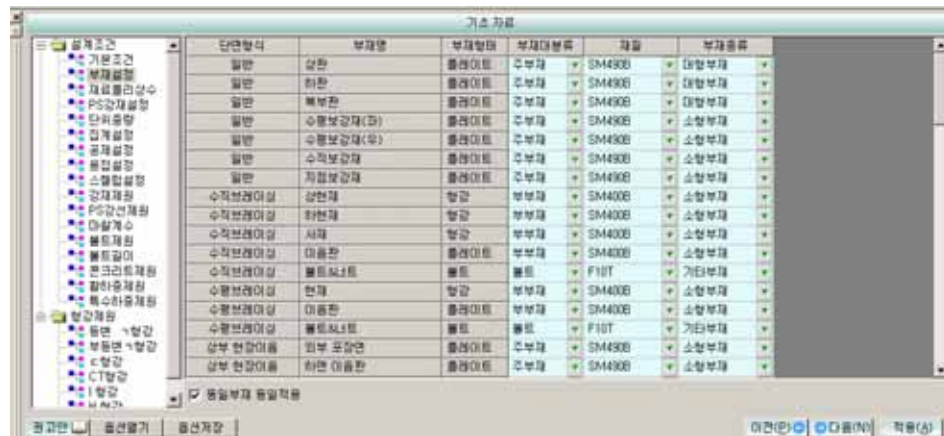 기초 자료
설계조건
기본조건
부재설정
재료물리상수
PS강재설정
단위중량
집계설정
공제설정
용접설정
스캘럽설정
강재제원
PS강선제원
마찰계수
볼트제원
볼트길이
콘크리트제원
활하중제원
특수하중제원
형강제원
등변 ㄱ형강
부등변ㄱ형강
ㄷ형강
CT형강
I 형강
H 형강
단면형식 부재명 부재형태 부재대분류 재질 부재종류
일반 상판 플레이트 주부재 SM490B 대형부재
일반 하판 플레이트 주부재 SM490B 대형부재
일반 복부판 플레이트 주부재 SM490B 대형부재
일반 수평보강재(좌) 플레이트 주부재 SM490B 소형부재
일반 수평보강재(우) 플레이트 주부재 SM490B 소형부재
일반 수직보강재 플레이트 주부재 SM490B 소형부재
일반 지점보강재 플레이트 주부재 SM490B 소형부재
수직브레이싱 상현재 형강 부부재 SM400B 소형부재
수직브레이싱 하현재 형강 부부재 SM400B 소형부재
수직브레이싱 사재 형강 부부재 SM400B 소형부재
수직브레이싱 이음판 플레이트 부부재 SM400B 소형부재
수직브레이싱 볼트&너트 볼트 볼트 F10T 기타부재
수평브레이싱 현재 형강 부부재 SM400B 소형부재
수평브레이싱 이음판 플레이트 부부재 SM400B 소형부재
수평브레이싱 볼트&너트 볼트 볼트 F10T 기타부재
상부 현장이음 외부 포장면 플레이트 주부재 SM490B 소형부재
상부 현장이음 하면 이음판 플레이트 주부재 SM490B 소형부재
동일부재 동일적용
원고만 옵션열기 옵션저장 이전(P) 다음(N) 적용(A)